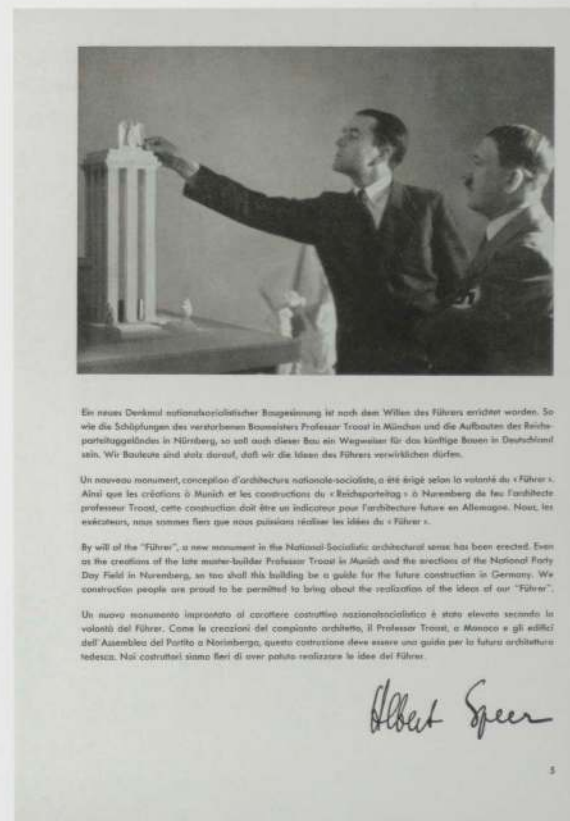 Ein neues Denkmal nationalsozialistischer Baugesinnung ist nach dem Willen des Führers errichtet worden. So
wie die Schöpfungen des verstorbenen Baumeisters Professor Troost in München und die Aufbauten des Reichs-
parteitaggeländes in Nürnberg, so soll auch dieser Bau ein Wegweiser für das künftige Bauen in Deutschland
sein. Wir Bauleute sind stolz darauf, daß wir die Ideen des Führers verwirklichen dürfen.
Un nouveau monument, conception d'architecture nationale-socialiste, a été érigé selon la volonté du « Führer ».
Ainsi que les créations à Munich et les constructions du « Reichsparteitag » à Nuremberg de feu l'architecte
professeur Troost, cette construction doit être un indicateur pour l'architecture future en Allemagne. Nous, les
exécuteurs, nous sommes fiers que nous puissions réaliser les idées du « Führer ».
By will of the "Führer", a new monument in the National-Socialistic architectural sense has been erected. Even
as the creations of the late master-builder Professor Troost in Munich and the erections of the National Party
Day Field in Nuremberg, so too shall this building be a guide for the future construction in Germany. We
construction people are proud to be permitted to bring about the realization of the ideas of our "Führer".
Un nuovo monumento improntato al carattere costruttivo nazionalsocialistico è stato elevato secondo la
volontà del Führer. Come le creazioni del compianto architetto, il Professor Troost, a Monaco e gli edifici
dell'Assemblea del Partito a Norimberga, questa costruzione deve essere una guida per la futura architettura
tedesca. Noi costruttori siamo fieri di aver potuto realizzare le idee del Führer.
Albert Speer
5